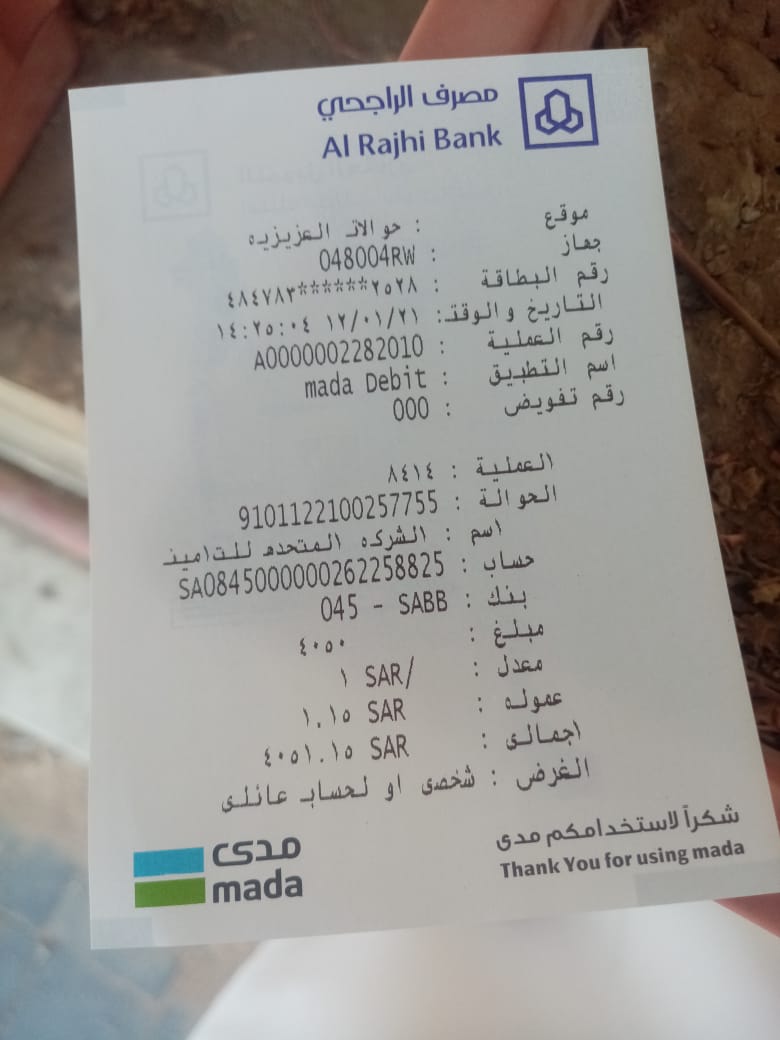 مصرف الراجحي
Al Rajhi Bank
موقع : حوالات العزيزيه
جهاز : 048004RW
رقم البطاقة : ٤٨٤٧٨٣******٢٥٢٨
التاريخ والوقت: ١٢/٠١/٢١ ١٤:٢٥:٠٤
رقم العملية : A0000002282010
اسم التطبيق : mada Debit
رقم تفويض : 000
العملية : ٨٤١٤
الحوالة : 9101122100257755
اسم : الشركه المتحده للتامين
حساب : SA0845000000262258825
بنك : 045 - SABB
مبلغ : ٤٠٥٠
معدل : ١ SAR/
عموله : ١.١٥ SAR
اجمالى : ٤٠٥١.١٥ SAR
الغرض : شخصى او لحساب عائلى
شكراً لاستخدامكم مدى
Thank You for using mada
مدى
mada